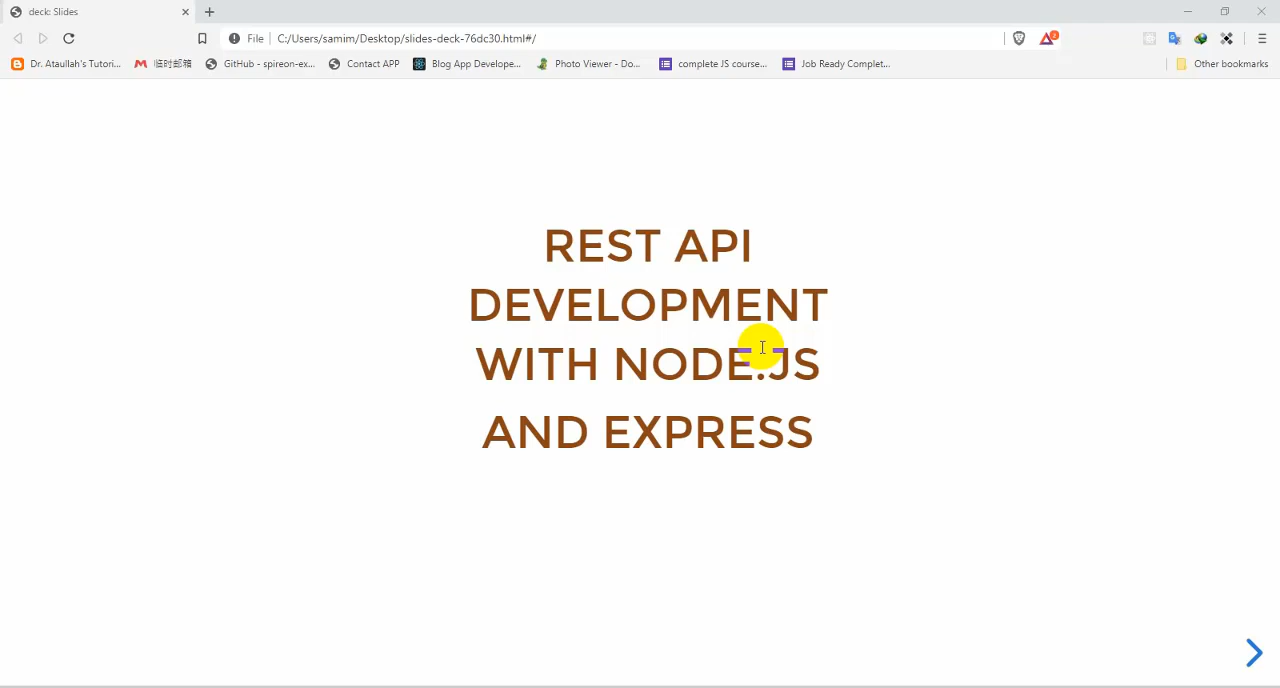 deck: Slides
File
C:/Users/samim/Desktop/slides-deck-76dc30.html#/
2
Dr. Ataullah's Tutori...
临时邮箱
GitHub - spireon-ex...
Contact APP
Blog App Develope...
Photo Viewer - Do...
complete JS course...
Job Ready Complet...
Other bookmarks
REST API
DEVELOPMENT
WITH NODE.JS
AND EXPRESS